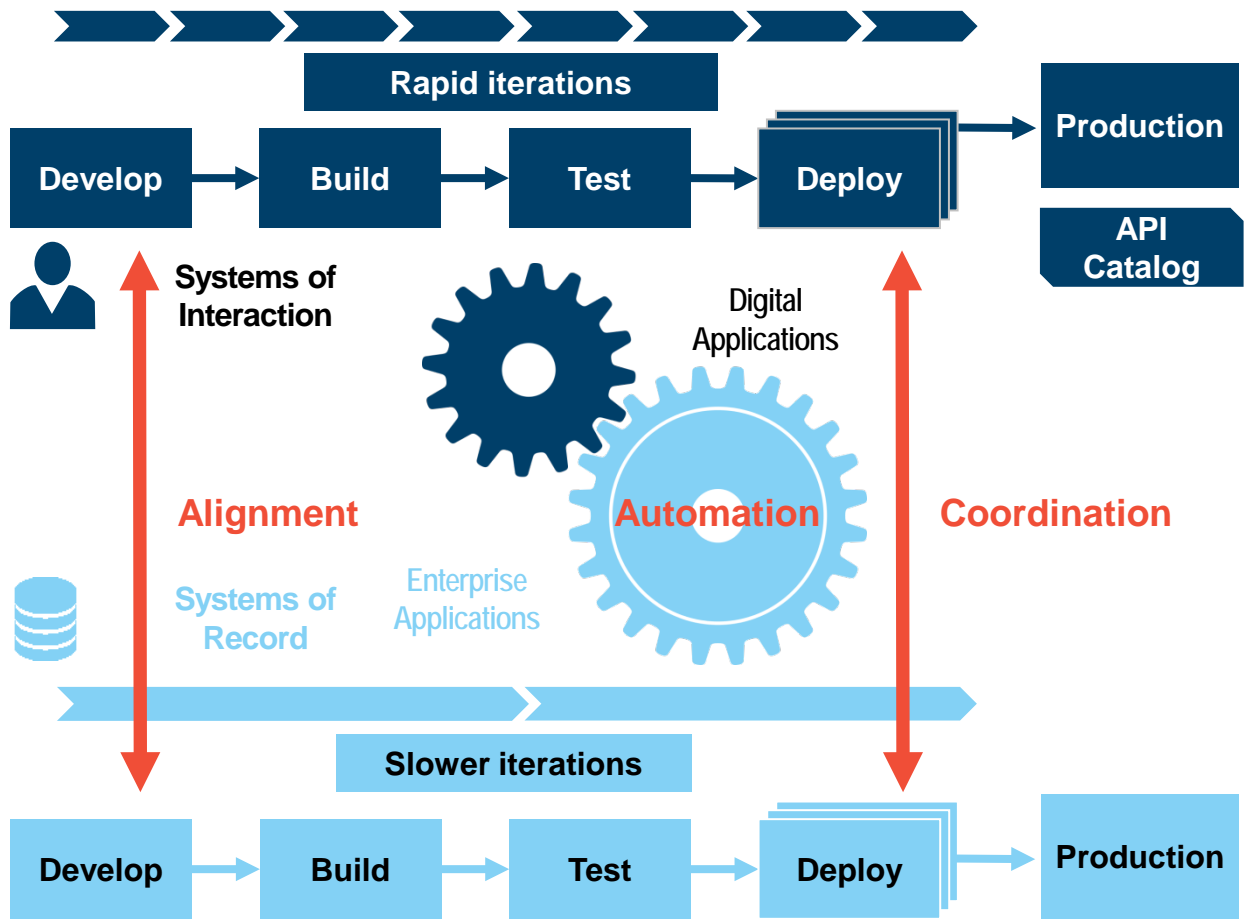 Rapid iterations
Develop
Build
Test
Deploy
Production
API
Catalog
Systems of
Interaction
Digital
Applications
Alignment
Automation
Coordination
Systems of
Record
Enterprise
Applications
Slower iterations
Develop
Build
Test
Deploy
Production